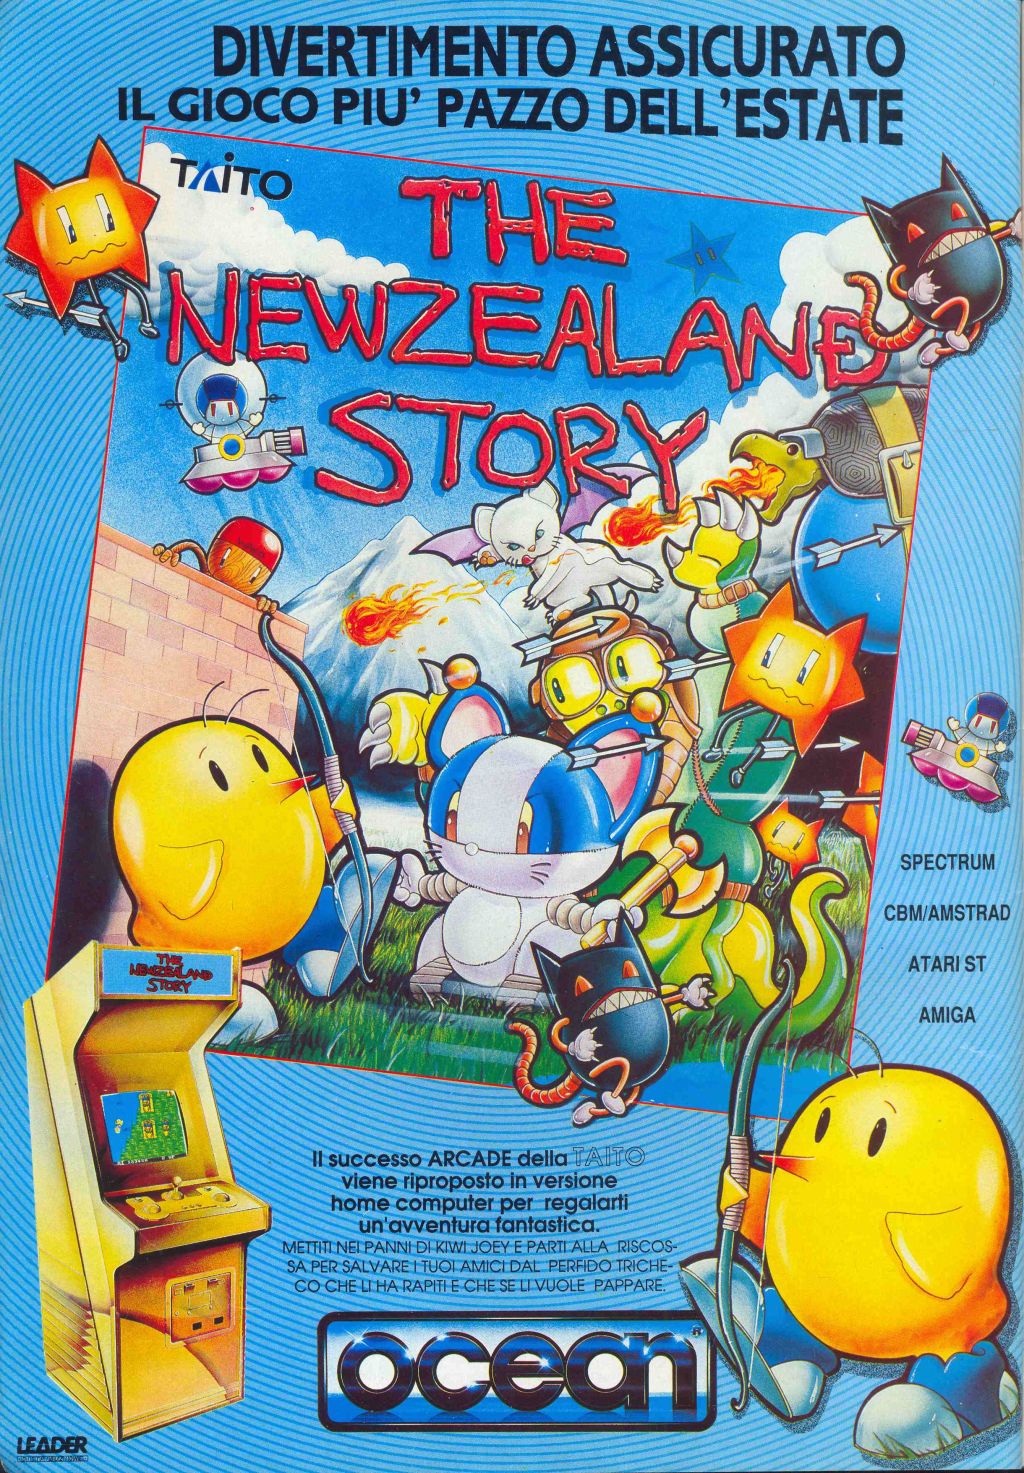 DIVERTIMENTO ASSICURATO
IL GIOCO PIU' PAZZO DELL'ESTATE
TAITO
THE
NEWZEALAND
STORY
THE
NEWZEALAND
STORY
SPECTRUM
CBM/AMSTRAD
ATARI ST
AMIGA
Il successo ARCADE della TAITO
viene riproposto in versione
home computer per regalarti
un'avventura fantastica.
METTITI NEI PANNI DI KIWI JOEY E PARTI ALLA RISCOS-
SA PER SALVARE I TUOI AMICI DAL PERFIDO TRICHE-
CO CHE LI HA RAPITI E CHE SE LI VUOLE PAPPARE.
ocean®
LEADER